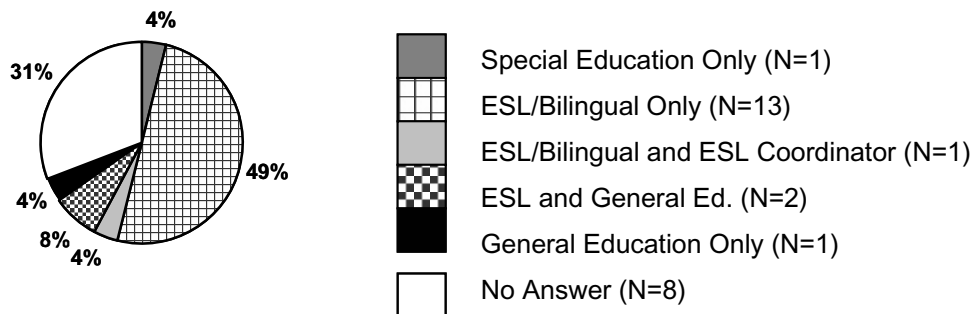 4%
31%
49%
4%
8%
4%
Special Education Only (N=1)
ESL/Bilingual Only (N=13)
ESL/Bilingual and ESL Coordinator (N=1)
ESL and General Ed. (N=2)
General Education Only (N=1)
No Answer (N=8)